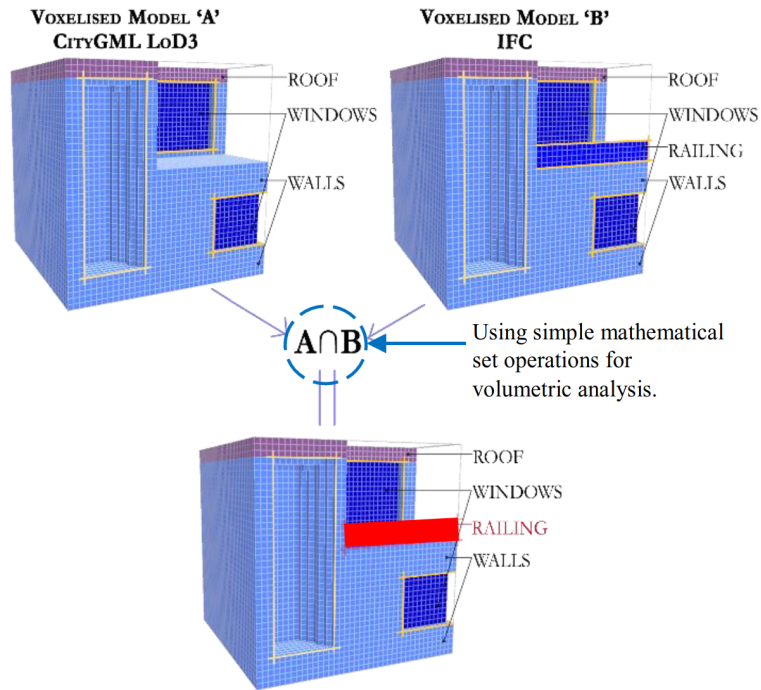 VOXELISED MODEL ‘A’
CITYGML LOD3
VOXELISED MODEL ‘B’
IFC
ROOF
WINDOWS
WALLS
ROOF
WINDOWS
RAILING
WALLS
A∩B
Using simple mathematical
set operations for
volumetric analysis.
ROOF
WINDOWS
RAILING
WALLS